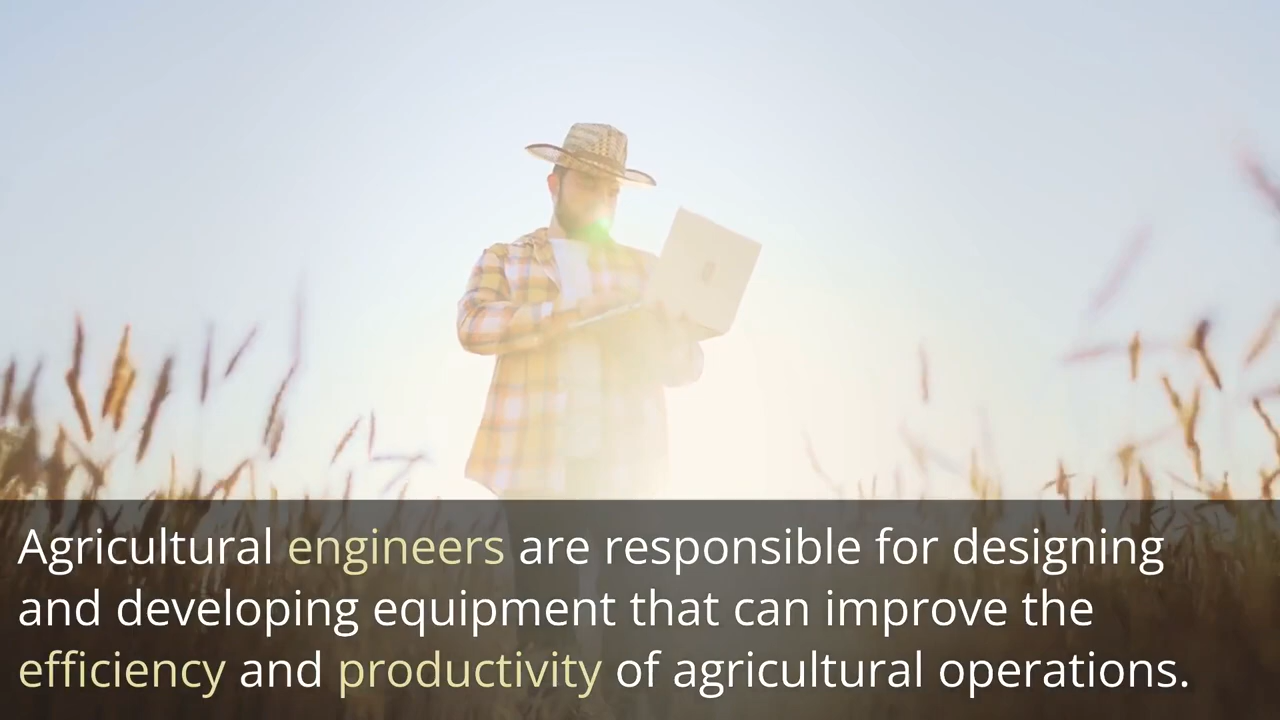 Agricultural engineers are responsible for designing
and developing equipment that can improve the
efficiency and productivity of agricultural operations.